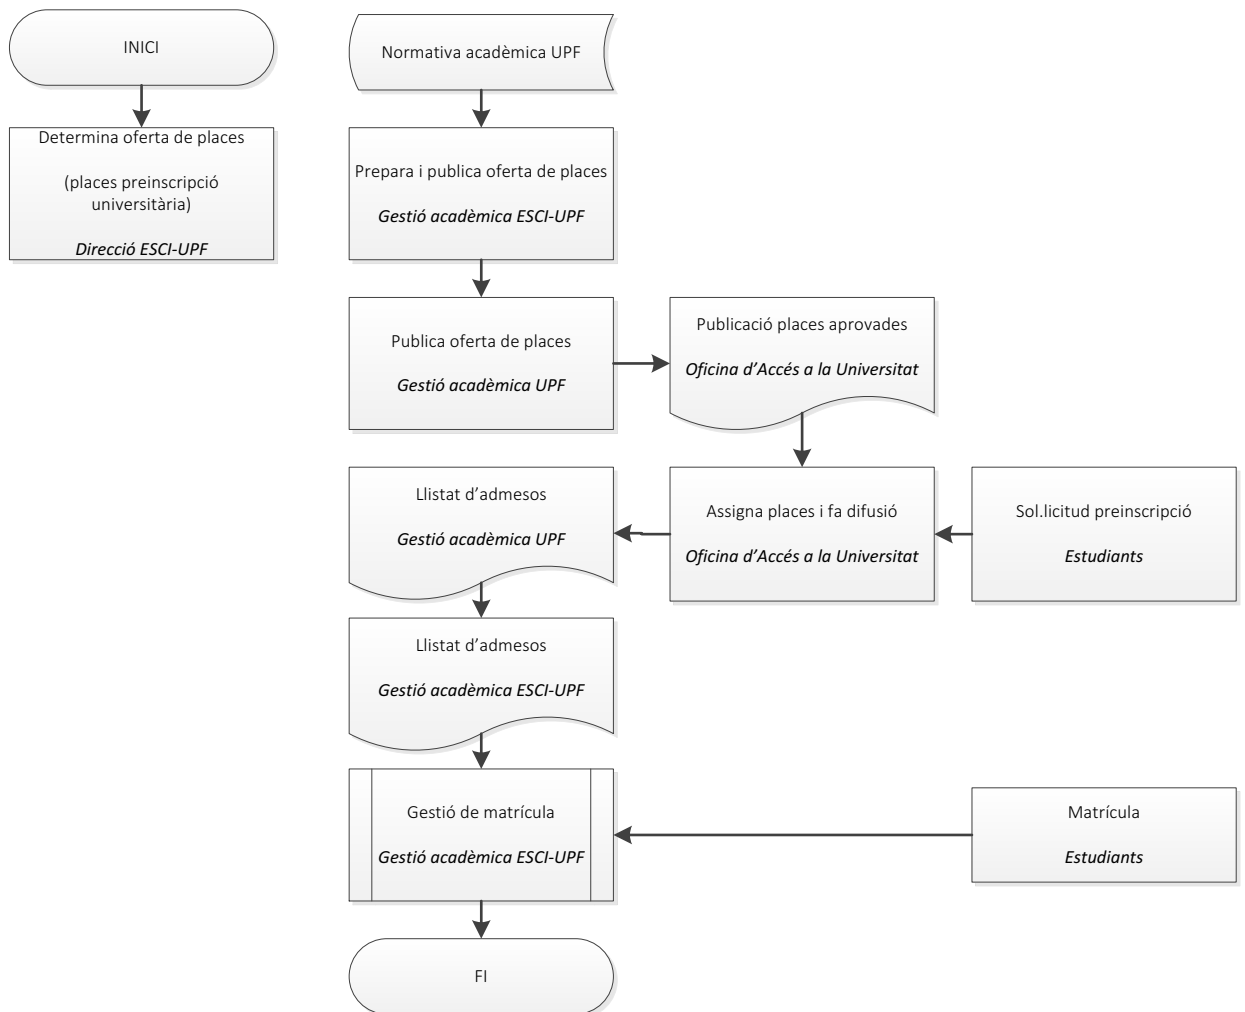 INICI
Normativa acadèmica UPF
Determina oferta de places
(places preinscripció
universitària)
Direcció ESCI-UPF
Prepara i publica oferta de places
Gestió acadèmica ESCI-UPF
Publica oferta de places
Gestió acadèmica UPF
Publicació places aprovades
Oficina d'Accés a la Universitat
Llistat d'admesos
Gestió acadèmica UPF
Assigna places i fa difusió
Oficina d'Accés a la Universitat
Sol.licitud preinscripció
Estudiants
Llistat d'admesos
Gestió acadèmica ESCI-UPF
Gestió de matrícula
Gestió acadèmica ESCI-UPF
Matrícula
Estudiants
FI